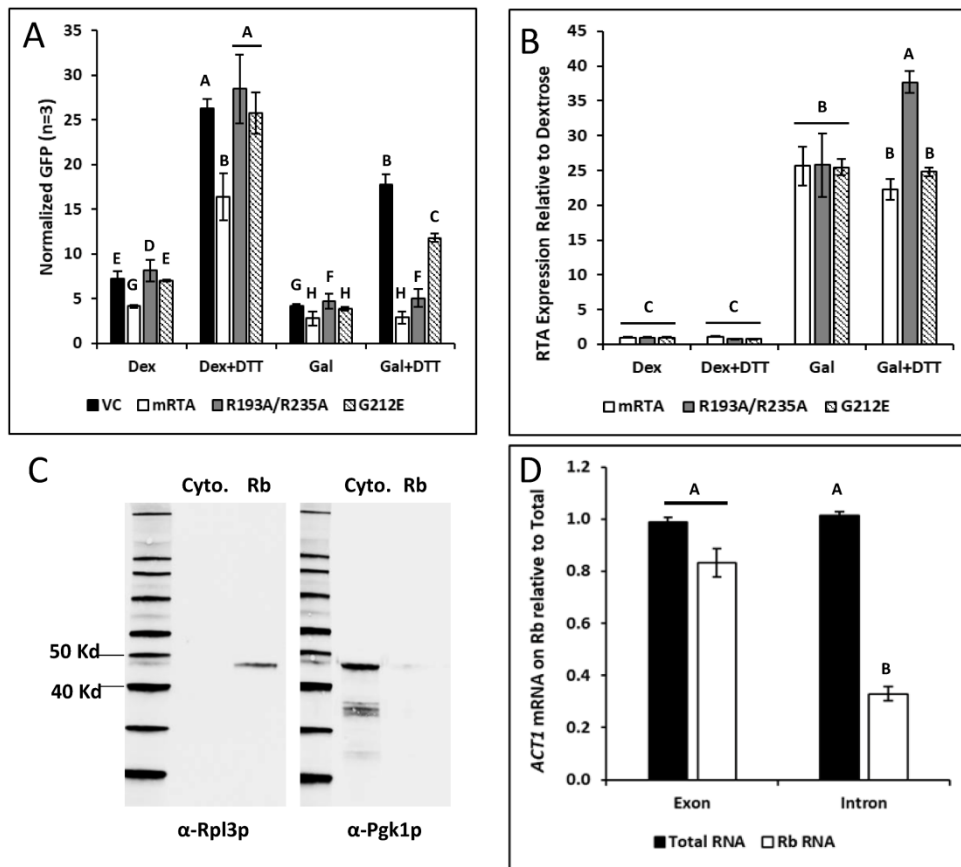 A
Normalized GFP (n=3)
35
30
25
20
15
10
5
0
E G D E
A B A
G H F H
B H F C
Dex Dex+DTT Gal Gal+DTT
VC mRTA R193A/R235A G212E
B
RTA Expression Relative to Dextrose
45
40
35
30
25
20
15
10
5
0
C
C
B
B A B
Dex Dex+DTT Gal Gal+DTT
mRTA R193A/R235A G212E
C
Cyto. Rb Cyto. Rb
50 Kd
40 Kd
α-Rpl3p α-Pgk1p
D
ACT1 mRNA on Rb relative to Total
1.2
1.0
0.8
0.6
0.4
0.2
0.0
A
A B
Exon Intron
Total RNA Rb RNA